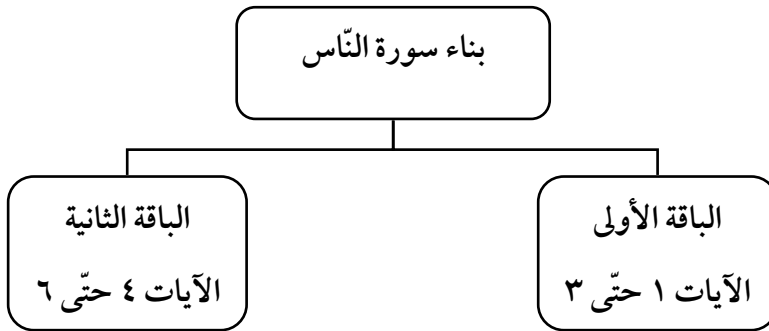 بناء سورة النّاس
الباقة الأولى
الآيات ١ حتّى ٣
الباقة الثانية
الآيات ٤ حتّى ٦